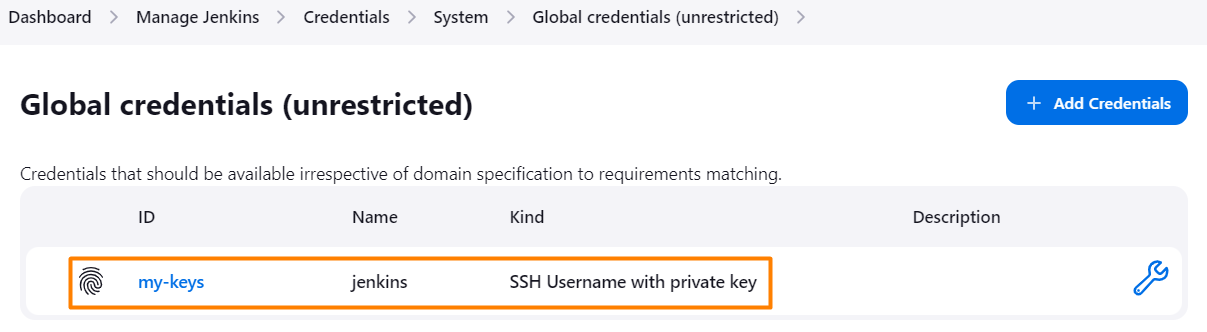 Dashboard > Manage Jenkins > Credentials > System > Global credentials (unrestricted) >
Global credentials (unrestricted)
+ Add Credentials
Credentials that should be available irrespective of domain specification to requirements matching.
ID Name Kind Description
my-keys jenkins SSH Username with private key